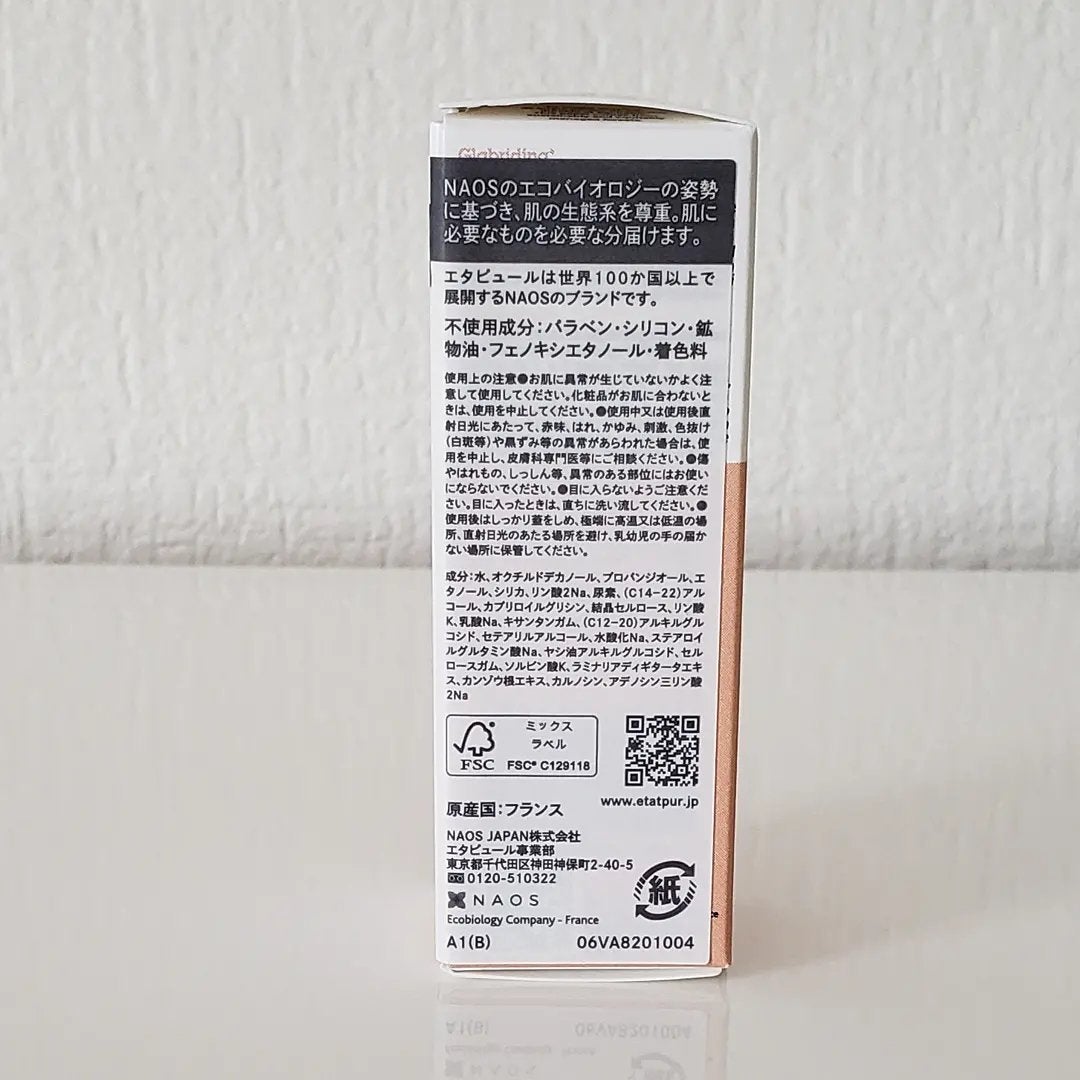 Glabridine
NAOSのエコバイオロジーの姿勢
に基づき、肌の生態系を尊重。肌に
必要なものを必要な分届けます。
エタピュールは世界100か国以上で
展開するNAOSのブランドです。
不使用成分:パラベン・シリコン・鉱
物油・フェノキシエタノール・着色料
使用上の注意●お肌に異常が生じていないかよく注
意して使用してください。化粧品がお肌に合わないと
きは、使用を中止してください。●使用中又は使用後直
射日光にあたって、赤味、はれ、かゆみ、刺激、色抜け
(白斑等)や黒ずみ等の異常があらわれた場合は、使
用を中止し、皮膚科専門医等にご相談ください。●傷
やはれもの、しっしん等、異常のある部位にはお使い
にならないでください。●目に入らないようご注意くだ
さい。目に入ったときは、直ちに洗い流してください。●
使用後はしっかり蓋をしめ、極端に高温又は低温の場
所、直射日光のあたる場所を避け、乳幼児の手の届か
ない場所に保管してください。
成分:水、オクチルドデカノール、プロパンジオール、エ
タノール、シリカ、リン酸2Na、尿素、(C14-22)アル
コール、カプリロイルグリシン、結晶セルロース、リン酸
K、乳酸Na、キサンタンガム、(C12-20)アルキルグル
コシド、セテアリルアルコール、水酸化Na、ステアロイ
ルグルタミン酸Na、ヤシ油アルキルグルコシド、セル
ロースガム、ソルビン酸K、ラミナリアディギタータエキ
ス、カンゾウ根エキス、カルノシン、アデノシン三リン酸
2Na
ミックス
ラベル
FSC
FSC® C129118
www.etatpur.jp
原産国:フランス
NAOS JAPAN株式会社
エタピュール事業部
東京都千代田区神田神保町2-40-5
0120-510322
紙
NAOS
Ecobiology Company - France
A1(B) 06VA8201004